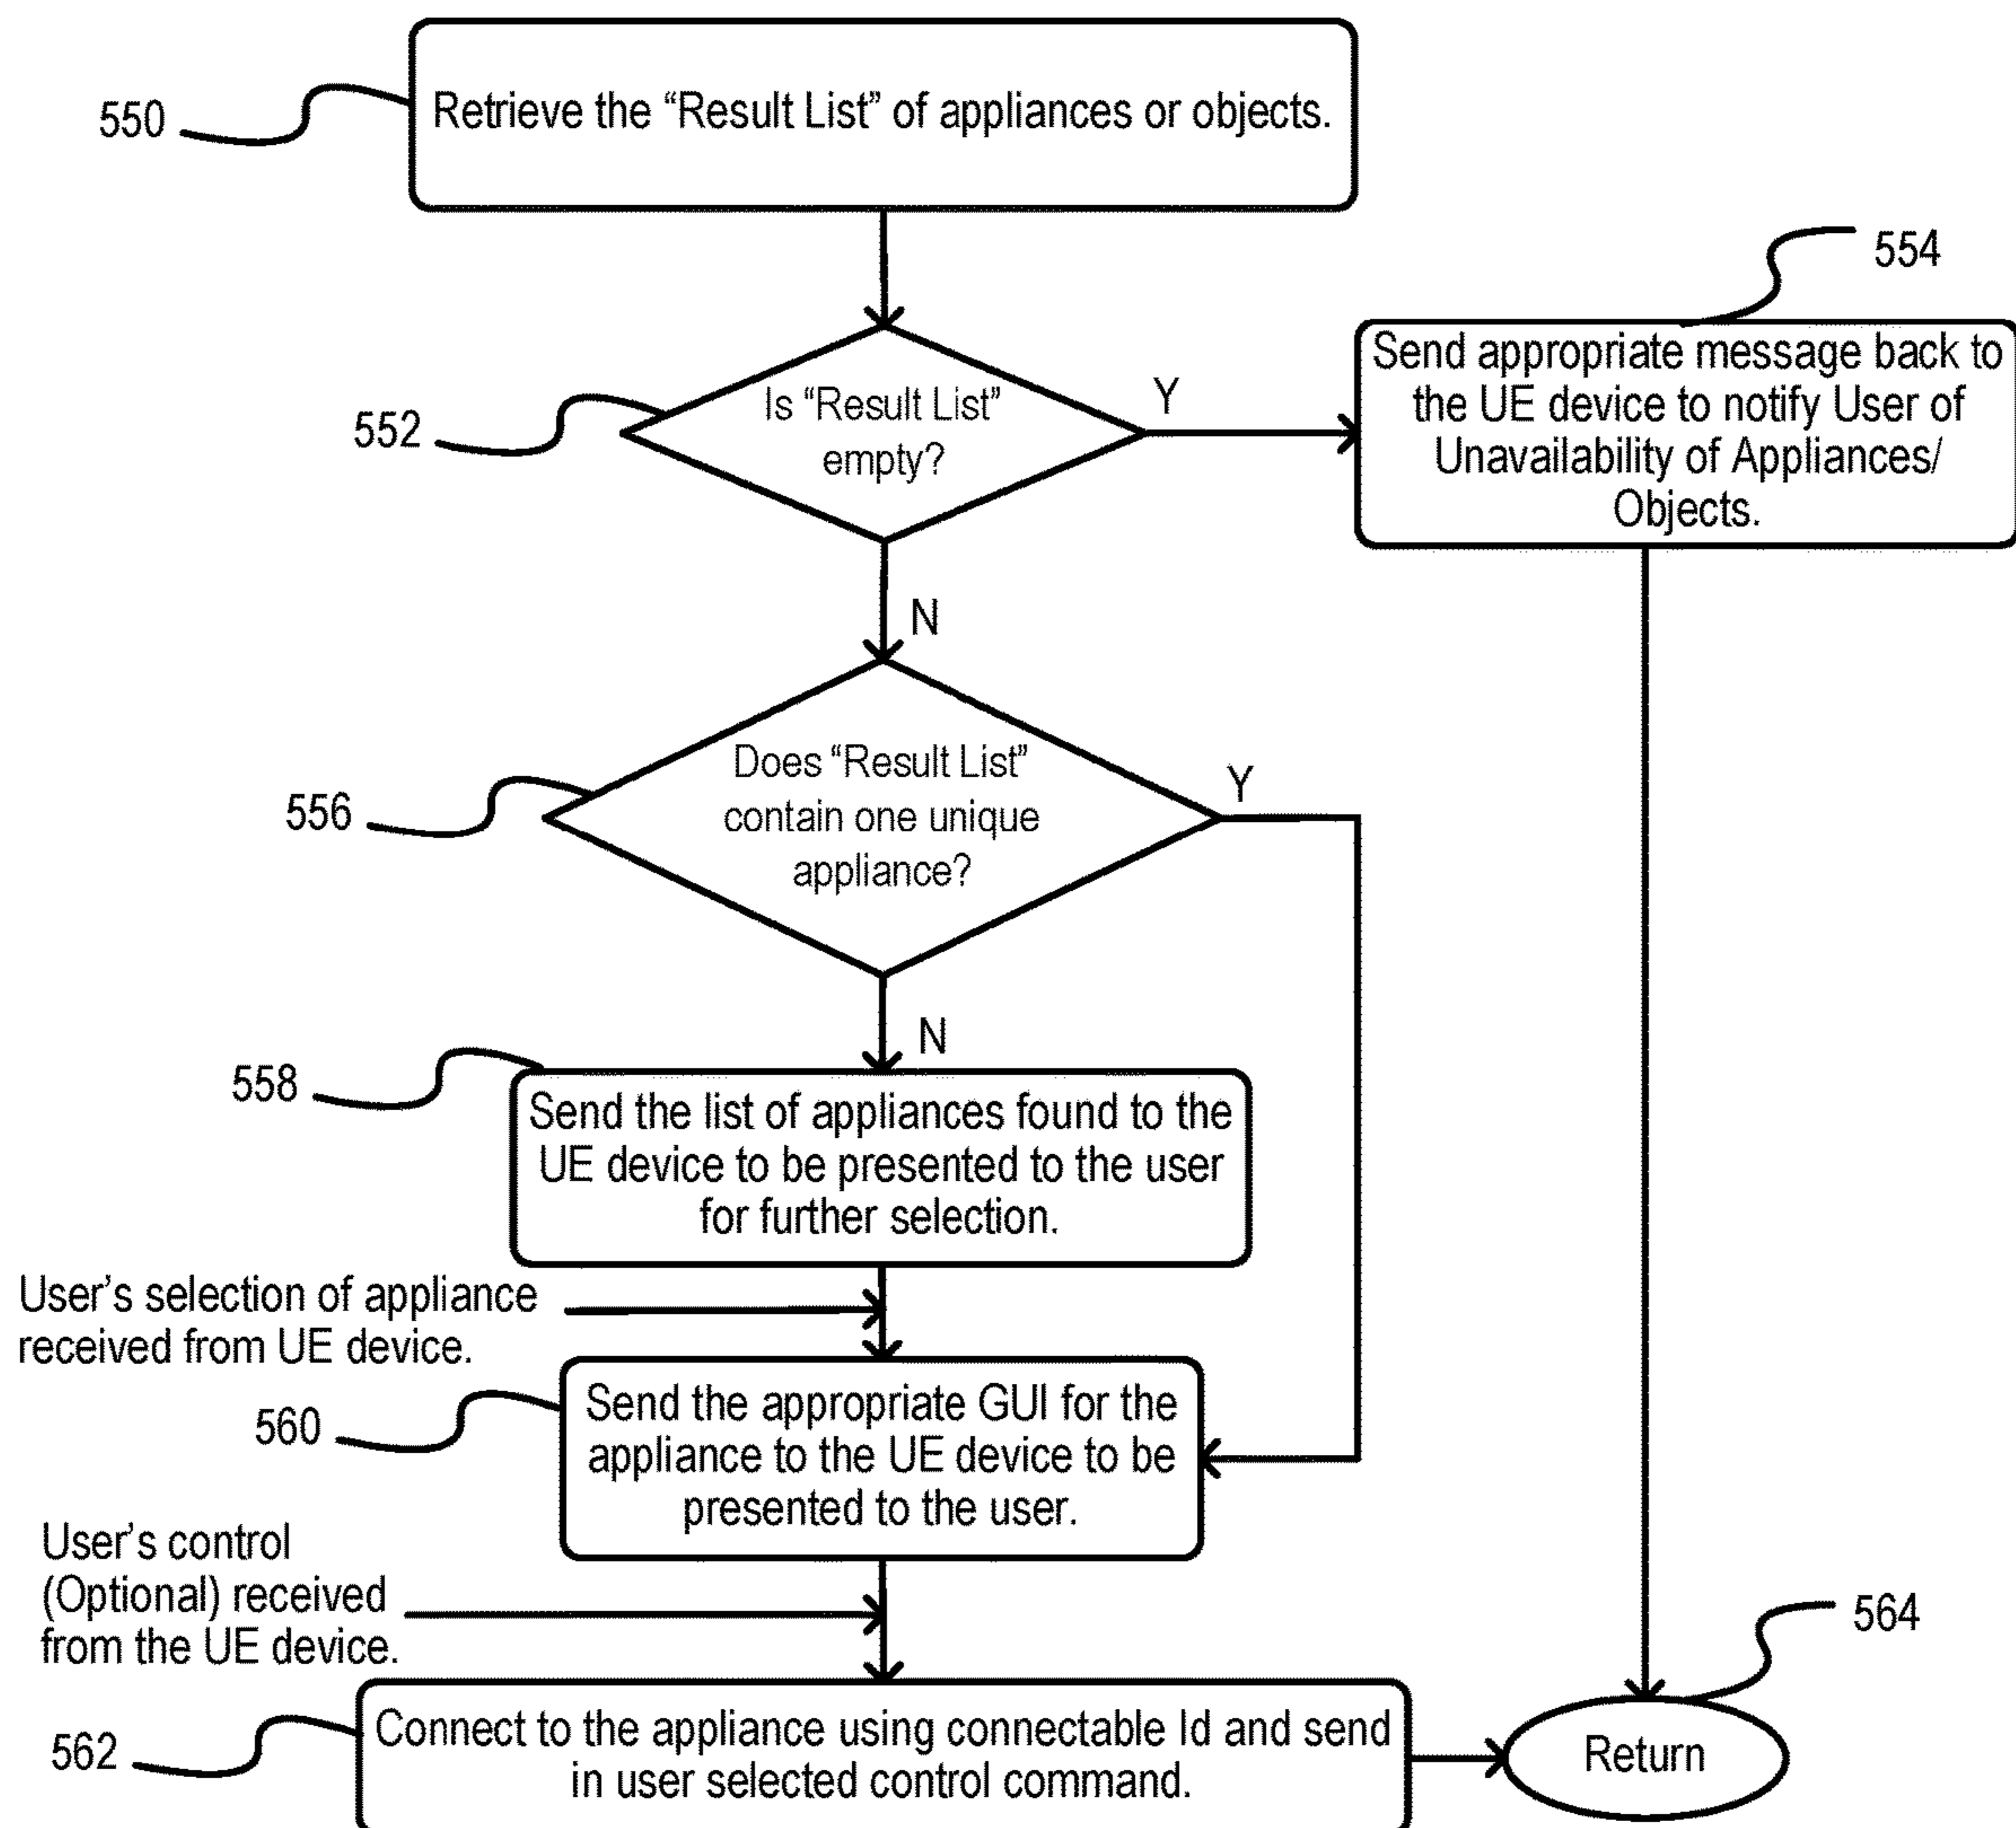 550
Retrieve the “Result List” of appliances or objects.
554
552
Is “Result List”
empty?
Y
Send appropriate message back to
the UE device to notify User of
Unavailability of Appliances/
Objects.
N
556
Does “Result List”
contain one unique
appliance?
Y
N
558
Send the list of appliances found to the
UE device to be presented to the user
for further selection.
User’s selection of appliance
received from UE device.
560
Send the appropriate GUI for the
appliance to the UE device to be
presented to the user.
User’s control
(Optional) received
from the UE device.
564
562
Connect to the appliance using connectable Id and send
in user selected control command.
Return